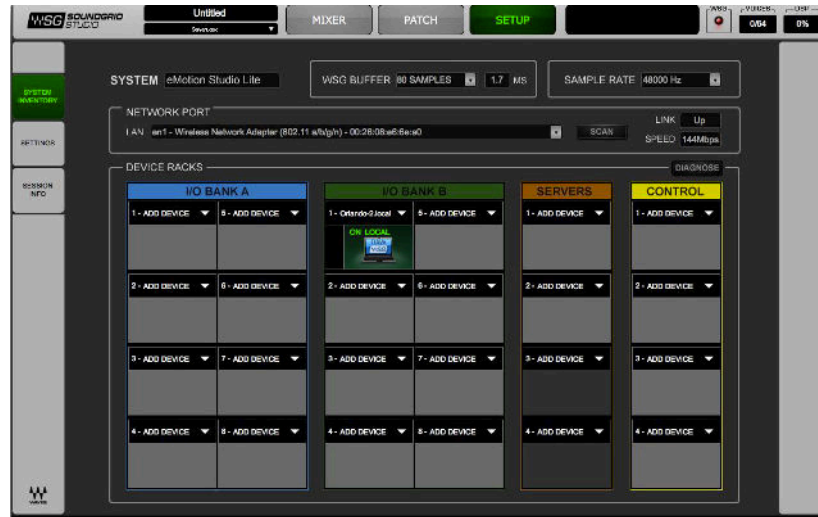 WSG SOUNDGRID STUDIO
Untitled
MIXER
PATCH
SETUP
WSG
VOICES
DSP
0/64
0%
SYSTEM INVENTORY
SETTINGS
SESSION INFO
SYSTEM eMotion Studio Lite
WSG BUFFER 80 SAMPLES 1.7 MS
SAMPLE RATE 48000 Hz
NETWORK PORT
LAN en1 - Wireless Network Adapter (802.11 a/b/g/n) - 00:26:08:e6:6e:a0
SCAN
LINK Up
SPEED 144Mbps
DEVICE RACKS
DIAGNOSE
I/O BANK A
I/O BANK B
SERVERS
CONTROL
1 - ADD DEVICE 5 - ADD DEVICE 1 - Orlando-2.local 5 - ADD DEVICE 1 - ADD DEVICE 1 - ADD DEVICE
ON LOCAL
WSG
2 - ADD DEVICE 6 - ADD DEVICE 2 - ADD DEVICE 6 - ADD DEVICE 2 - ADD DEVICE 2 - ADD DEVICE
3 - ADD DEVICE 7 - ADD DEVICE 3 - ADD DEVICE 7 - ADD DEVICE 3 - ADD DEVICE 3 - ADD DEVICE
4 - ADD DEVICE 8 - ADD DEVICE 4 - ADD DEVICE 8 - ADD DEVICE 4 - ADD DEVICE 4 - ADD DEVICE
WAVES